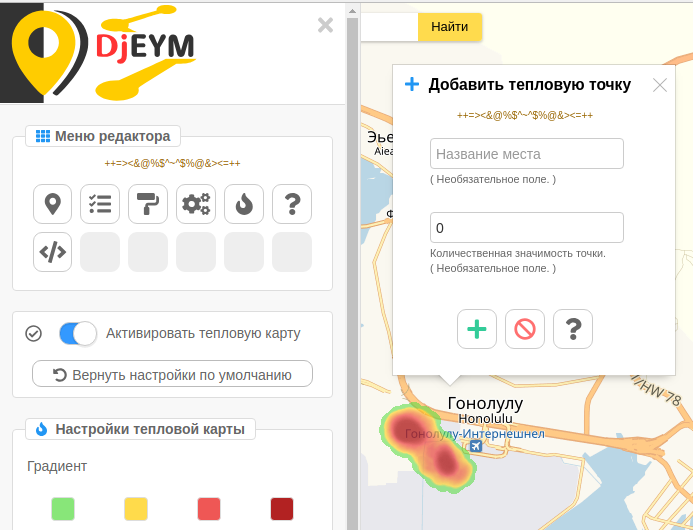 DjEYM
Меню редактора
++=><&@%$^~^$%@&><=++
Активировать тепловую карту
Вернуть настройки по умолчанию
Настройки тепловой карты
Градиент
Найти
Добавить тепловую точку
++=><&@%$^~^$%@&><=++
Название места
( Необязательное поле. )
0
Количественная значимость точки.
( Необязательное поле. )
Эье
Aiea
Гонолулу
Honolulu
Гонолулу-Интернешнел
I/HW 78